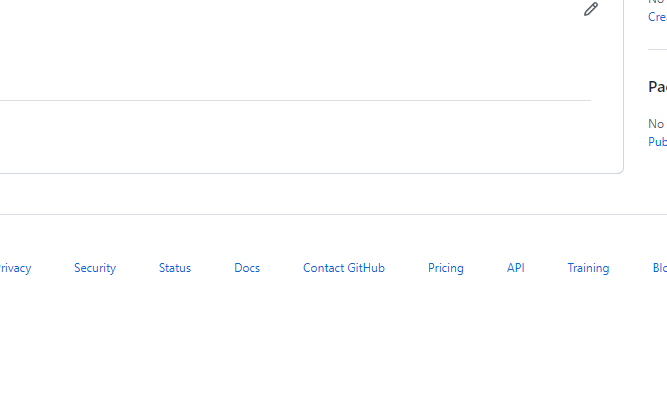 No
Cre
Pa
No
Pub
rivacy Security Status Docs Contact GitHub Pricing API Training Blo